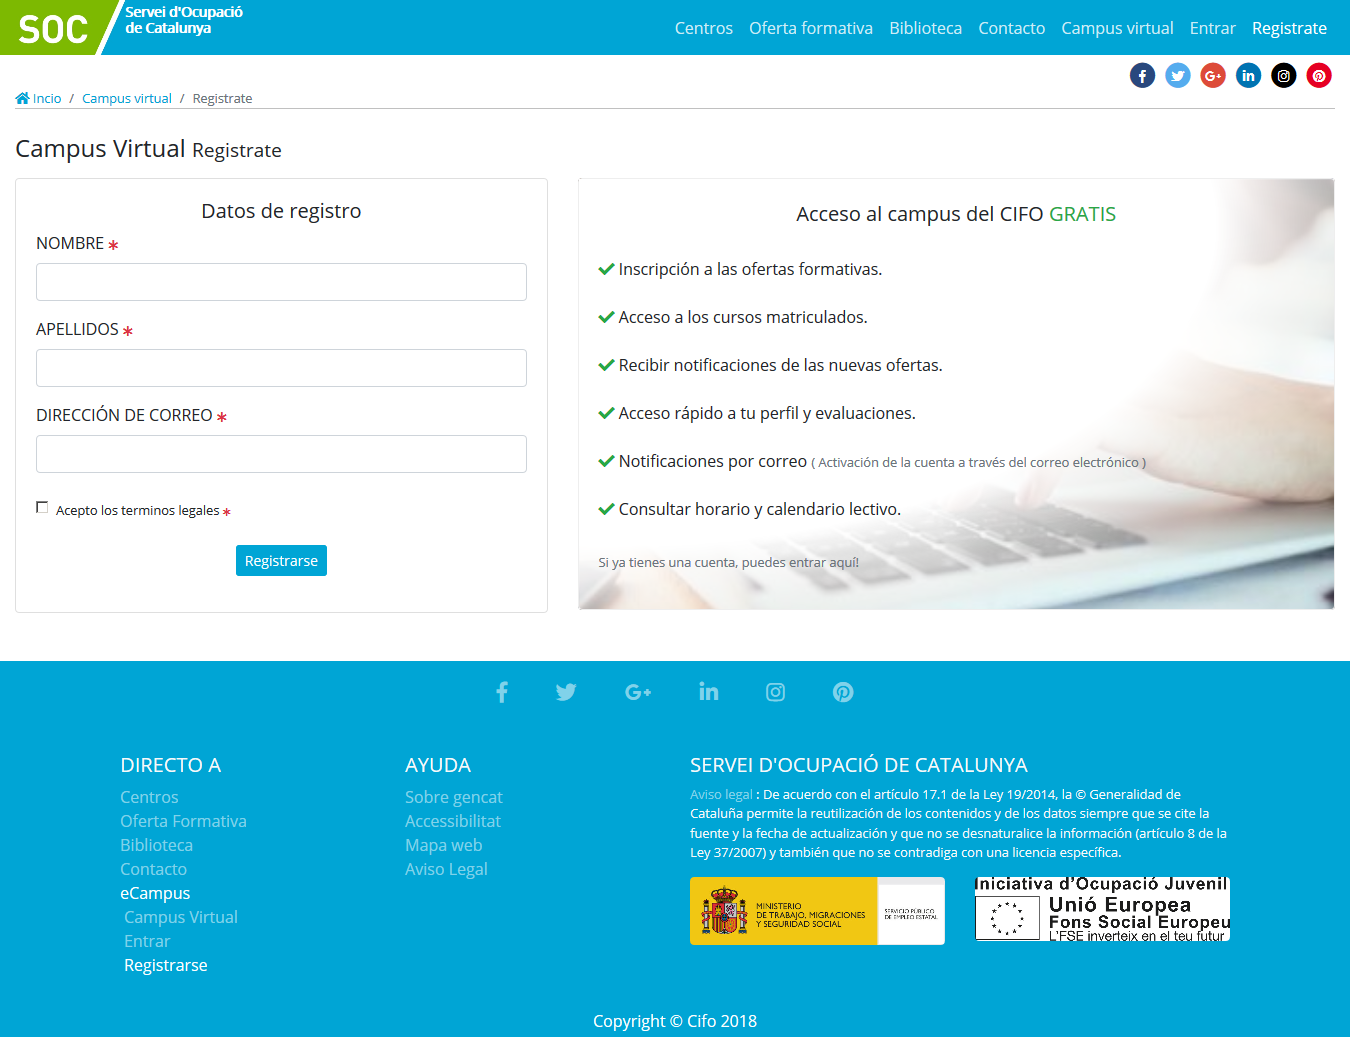 SOC
Servei d'Ocupació
de Catalunya
Centros Oferta formativa Biblioteca Contacto Campus virtual Entrar Registrate
Incio / Campus virtual / Registrate
Campus Virtual Registrate
Datos de registro
NOMBRE *
APELLIDOS *
DIRECCIÓN DE CORREO *
Acepto los terminos legales *
Registrarse
Acceso al campus del CIFO GRATIS
Inscripción a las ofertas formativas.
Acceso a los cursos matriculados.
Recibir notificaciones de las nuevas ofertas.
Acceso rápido a tu perfil y evaluaciones.
Notificaciones por correo ( Activación de la cuenta a través del correo electrónico )
Consultar horario y calendario lectivo.
Si ya tienes una cuenta, puedes entrar aquí!
DIRECTO A
Centros
Oferta Formativa
Biblioteca
Contacto
eCampus
Campus Virtual
Entrar
Registrarse
AYUDA
Sobre gencat
Accessibilitat
Mapa web
Aviso Legal
SERVEI D'OCUPACIÓ DE CATALUNYA
Aviso legal : De acuerdo con el artículo 17.1 de la Ley 19/2014, la © Generalidad de
Cataluña permite la reutilización de los contenidos y de los datos siempre que se cite la
fuente y la fecha de actualización y que no se desnaturalice la información (artículo 8 de la
Ley 37/2007) y también que no se contradiga con una licencia específica.
MINISTERIO
DE TRABAJO, MIGRACIONES
Y SEGURIDAD SOCIAL
SERVICIO PÚBLICO
DE EMPLEO ESTATAL
Iniciativa d'Ocupació Juvenil
Unió Europea
Fons Social Europeu
L'FSE inverteix en el teu futur
Copyright © Cifo 2018